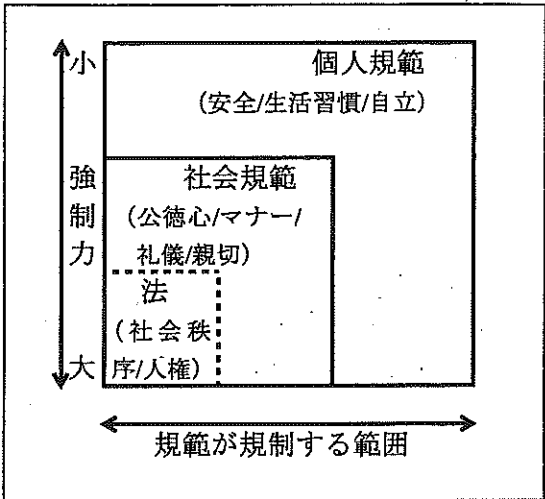 小
個人規範
(安全/生活習慣/自立)
強制力
社会規範
(公徳心/マナー/
礼儀/親切)
法
(社会秩
序/人権)
大
規範が規制する範囲